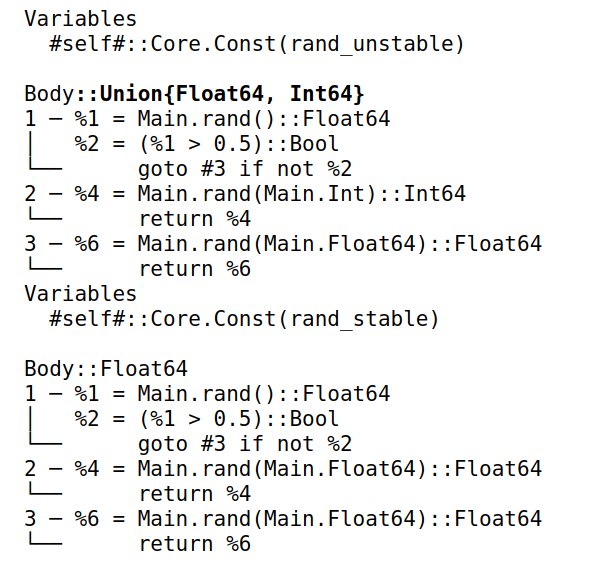 Variables
  #self#::Core.Const(rand_unstable)

Body::Union{Float64, Int64}
1 ─ %1 = Main.rand()::Float64
│   %2 = (%1 > 0.5)::Bool
└──      goto #3 if not %2
2 ─ %4 = Main.rand(Main.Int)::Int64
└──      return %4
3 ─ %6 = Main.rand(Main.Float64)::Float64
└──      return %6
Variables
  #self#::Core.Const(rand_stable)

Body::Float64
1 ─ %1 = Main.rand()::Float64
│   %2 = (%1 > 0.5)::Bool
└──      goto #3 if not %2
2 ─ %4 = Main.rand(Main.Float64)::Float64
└──      return %4
3 ─ %6 = Main.rand(Main.Float64)::Float64
└──      return %6